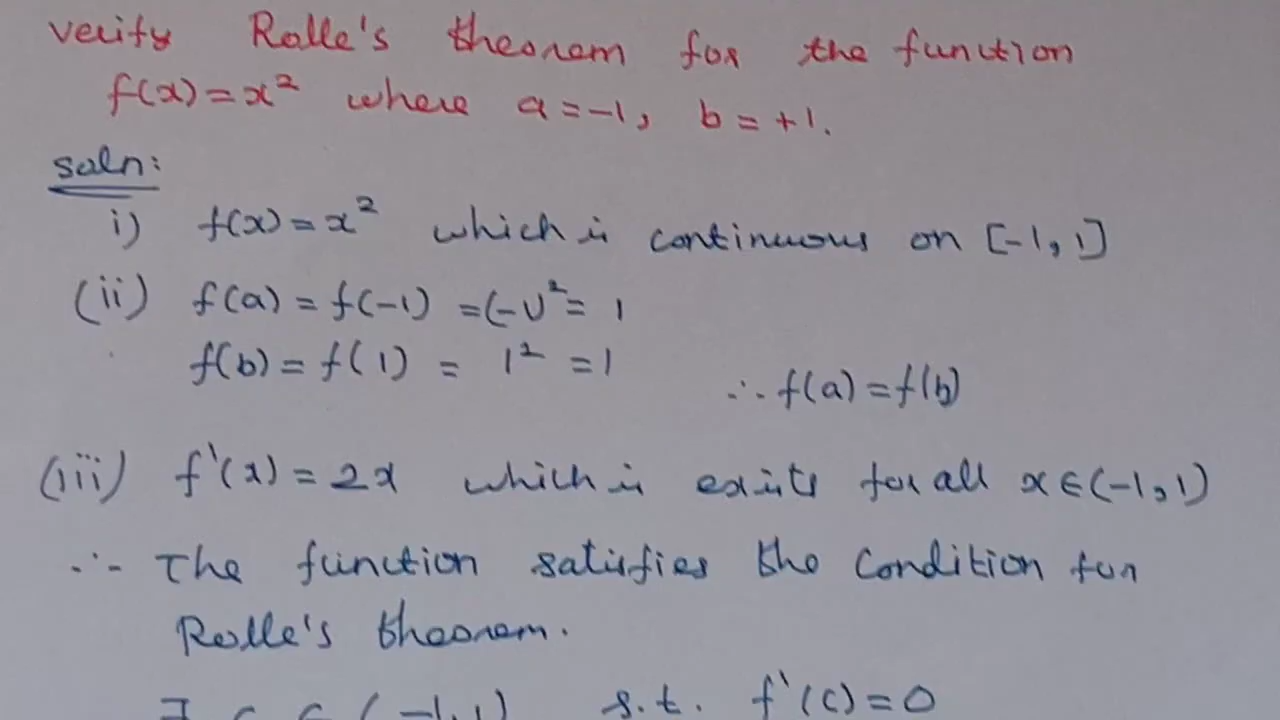 verify Rolle's theorem for the function
f(x) = x² where a = -1, b = +1.
soln:
i) f(x) = x² which is continuous on [-1, 1]
(ii) f(a) = f(-1) = (-1)² = 1
f(b) = f(1) = 1² = 1
∴ f(a) = f(b)
(iii) f'(x) = 2x which is exists for all x ∈ (-1, 1)
∴ The function satisfies the condition for
Rolle's theorem.
∃ c ∈ (-1, 1) s.t. f'(c) = 0